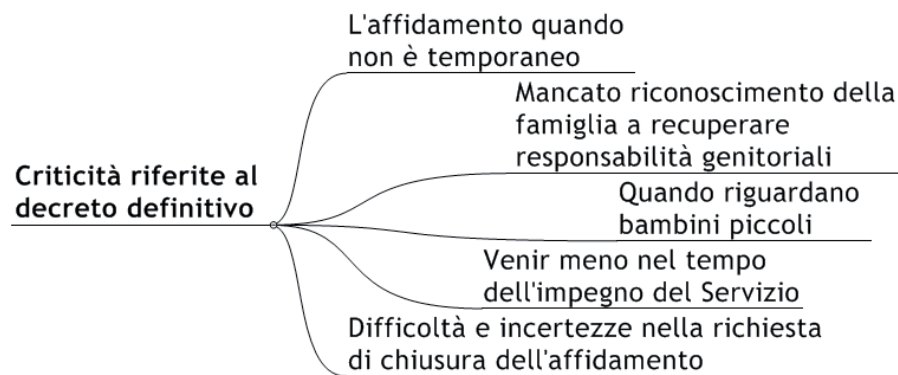 L'affidamento quando
non è temporaneo
Mancato riconoscimento della
famiglia a recuperare
responsabilità genitoriali
Criticità riferite al
decreto definitivo
Quando riguardano
bambini piccoli
Venir meno nel tempo
dell'impegno del Servizio
Difficoltà e incertezze nella richiesta
di chiusura dell'affidamento